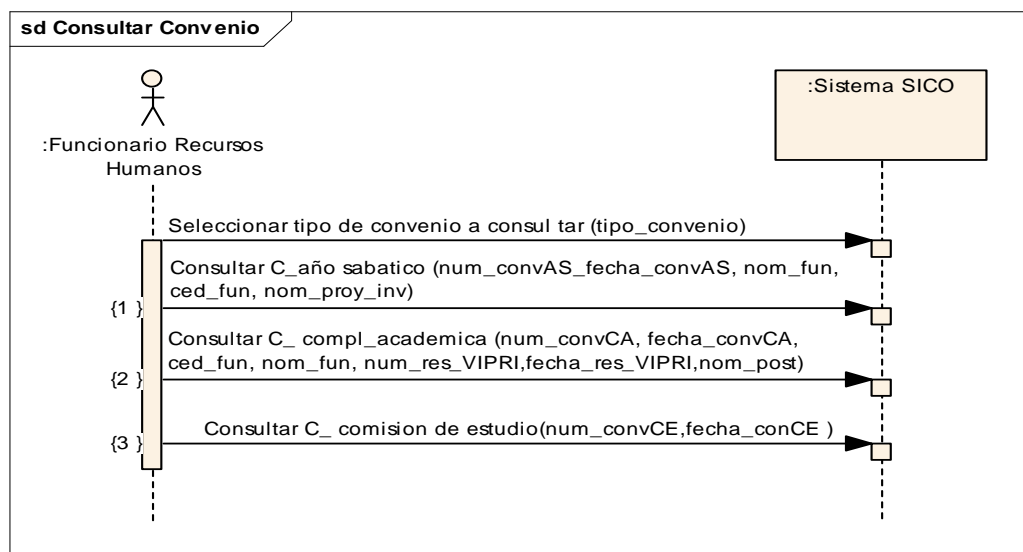 sd Consultar Convenio
:Funcionario Recursos
Humanos
:Sistema SICO
Seleccionar tipo de convenio a consul tar (tipo_convenio)
Consultar C_año sabatico (num_convAS_fecha_convAS, nom_fun,
ced_fun, nom_proy_inv)
{1 }
Consultar C_ compl_academica (num_convCA, fecha_convCA,
ced_fun, nom_fun, num_res_VIPRI,fecha_res_VIPRI,nom_post)
{2 }
Consultar C_ comision de estudio(num_convCE,fecha_conCE )
{3 }